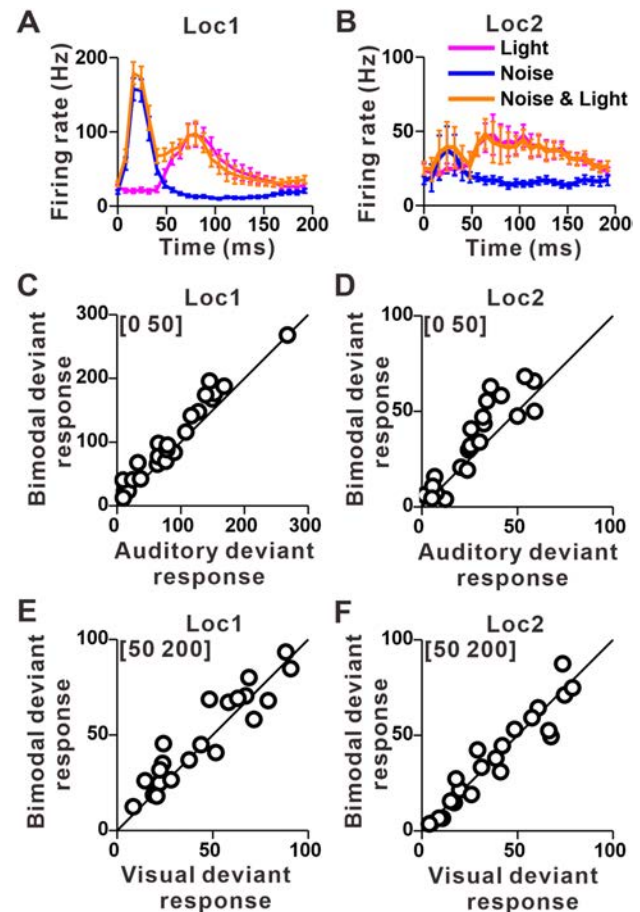 A
Loc1
Firing rate (Hz)
200
100
0
0 50 100 150 200
Time (ms)
B
Loc2
Firing rate (Hz)
100
50
0
0 50 100 150 200
Time (ms)
Light
Noise
Noise & Light
C
Loc1
[0 50]
Bimodal deviant
response
300
200
100
0
0 100 200 300
Auditory deviant
response
D
Loc2
[0 50]
Bimodal deviant
response
100
50
0
0 50 100
Auditory deviant
response
E
Loc1
[50 200]
Bimodal deviant
response
100
50
0
0 50 100
Visual deviant
response
F
Loc2
[50 200]
Bimodal deviant
response
100
50
0
0 50 100
Visual deviant
response